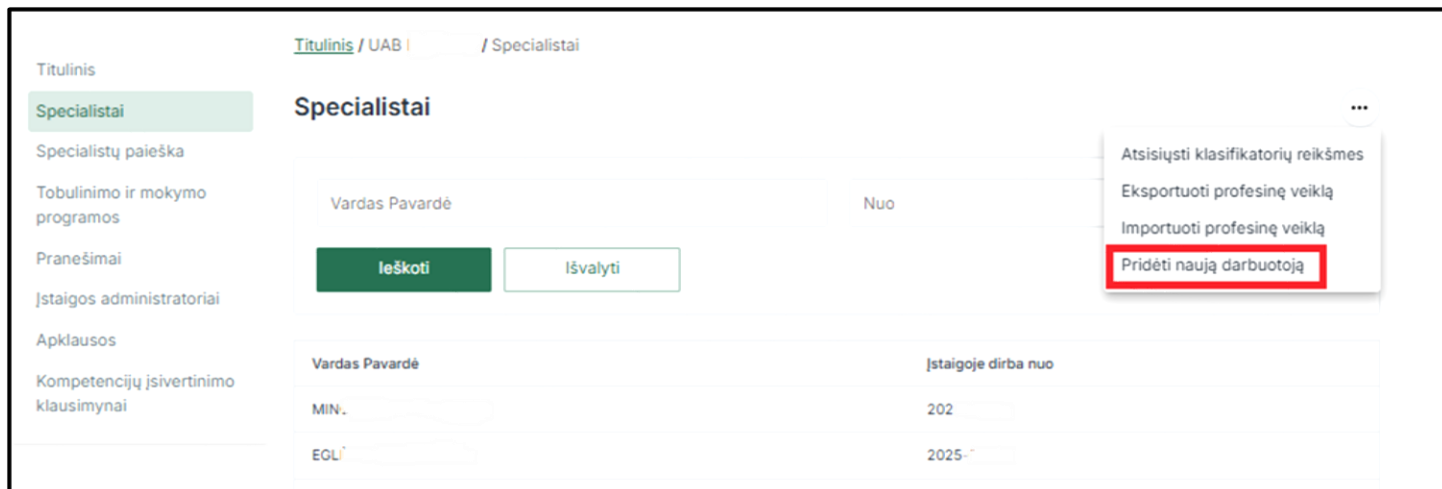 Titulinis / UAB / Specialistai
Titulinis
Specialistai
Specialistų paieška
Tobulinimo ir mokymo
programos
Pranešimai
Įstaigos administratoriai
Apklausos
Kompetencijų įsivertinimo
klausimynai
Specialistai
...
Atsisiųsti klasifikatorių reikšmes
Eksportuoti profesinę veiklą
Importuoti profesinę veiklą
Pridėti naują darbuotoją
Vardas Pavardė
Nuo
Ieškoti
Išvalyti
Vardas Pavardė
Įstaigoje dirba nuo
202
2025-